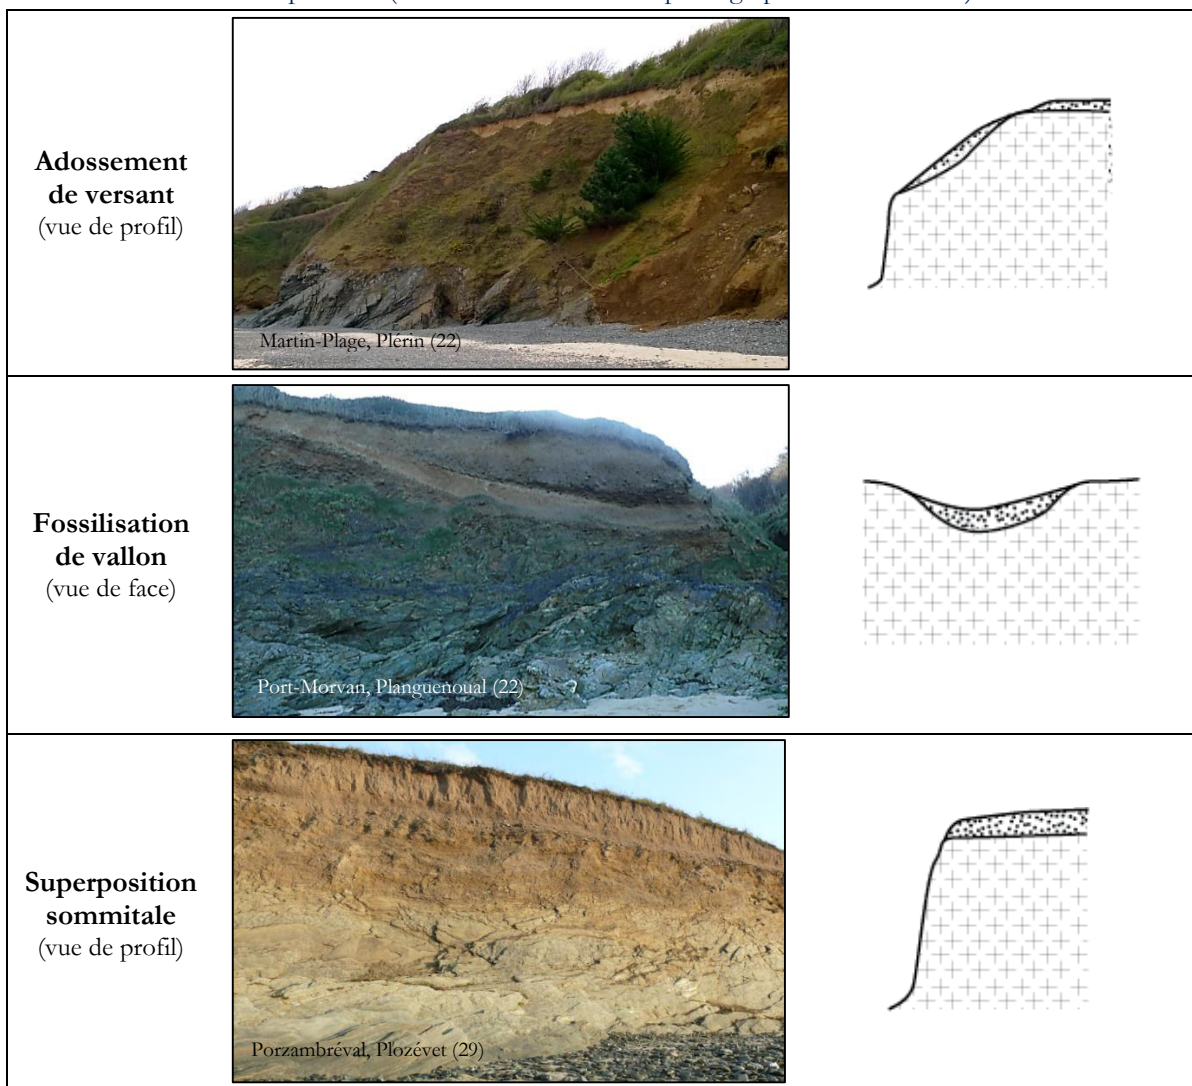 Adossement
de versant
(vue de profil)
Martin-Plage, Plérin (22)
Fossilisation
de vallon
(vue de face)
Port-Morvan, Planguenoual (22)
Superposition
sommitale
(vue de profil)
Porzambréval, Plozévet (29)